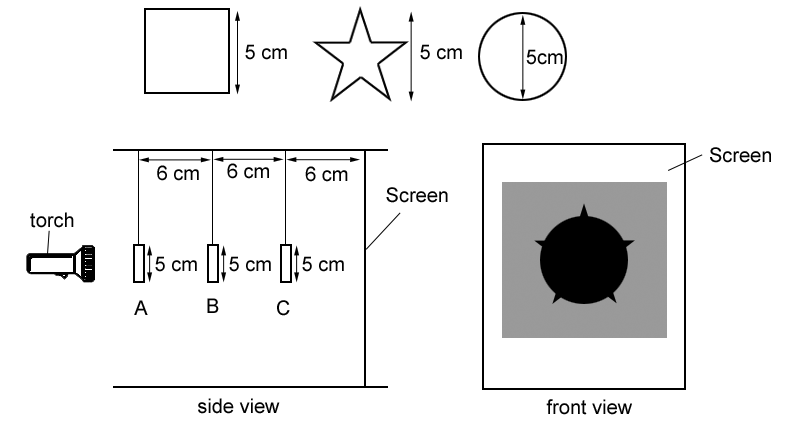 5 cm
5 cm
5cm
6 cm
6 cm
6 cm
Screen
Screen
torch
5 cm
5 cm
5 cm
A
B
C
side view
front view